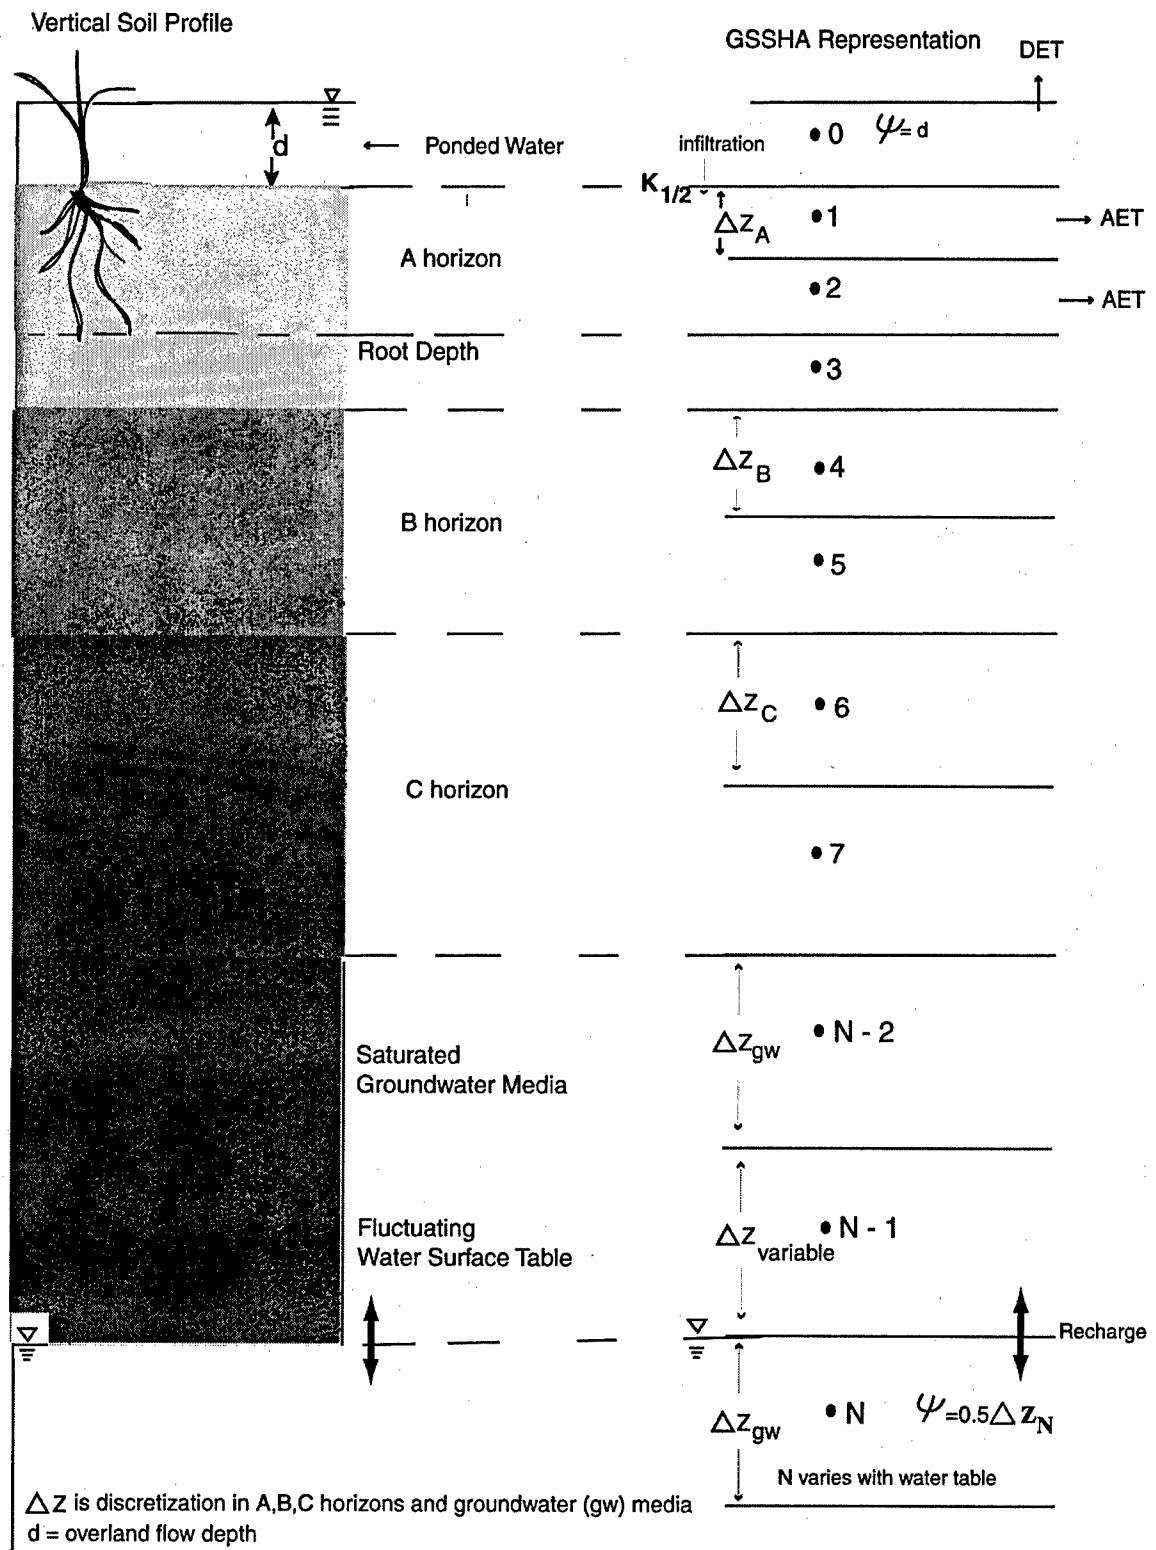 Vertical Soil Profile
GSSHA Representation
DET
d
Ponded Water
0 ψ=d
infiltration
K1/2
ΔzA
1
AET
A horizon
2
AET
Root Depth
3
ΔzB
4
B horizon
5
ΔzC
6
C horizon
7
Saturated
Groundwater Media
Δzgw
N - 2
Fluctuating
Water Surface Table
Δzvariable
N - 1
Recharge
Δzgw
N ψ=0.5ΔzN
N varies with water table
Δz is discretization in A,B,C horizons and groundwater (gw) media
d = overland flow depth